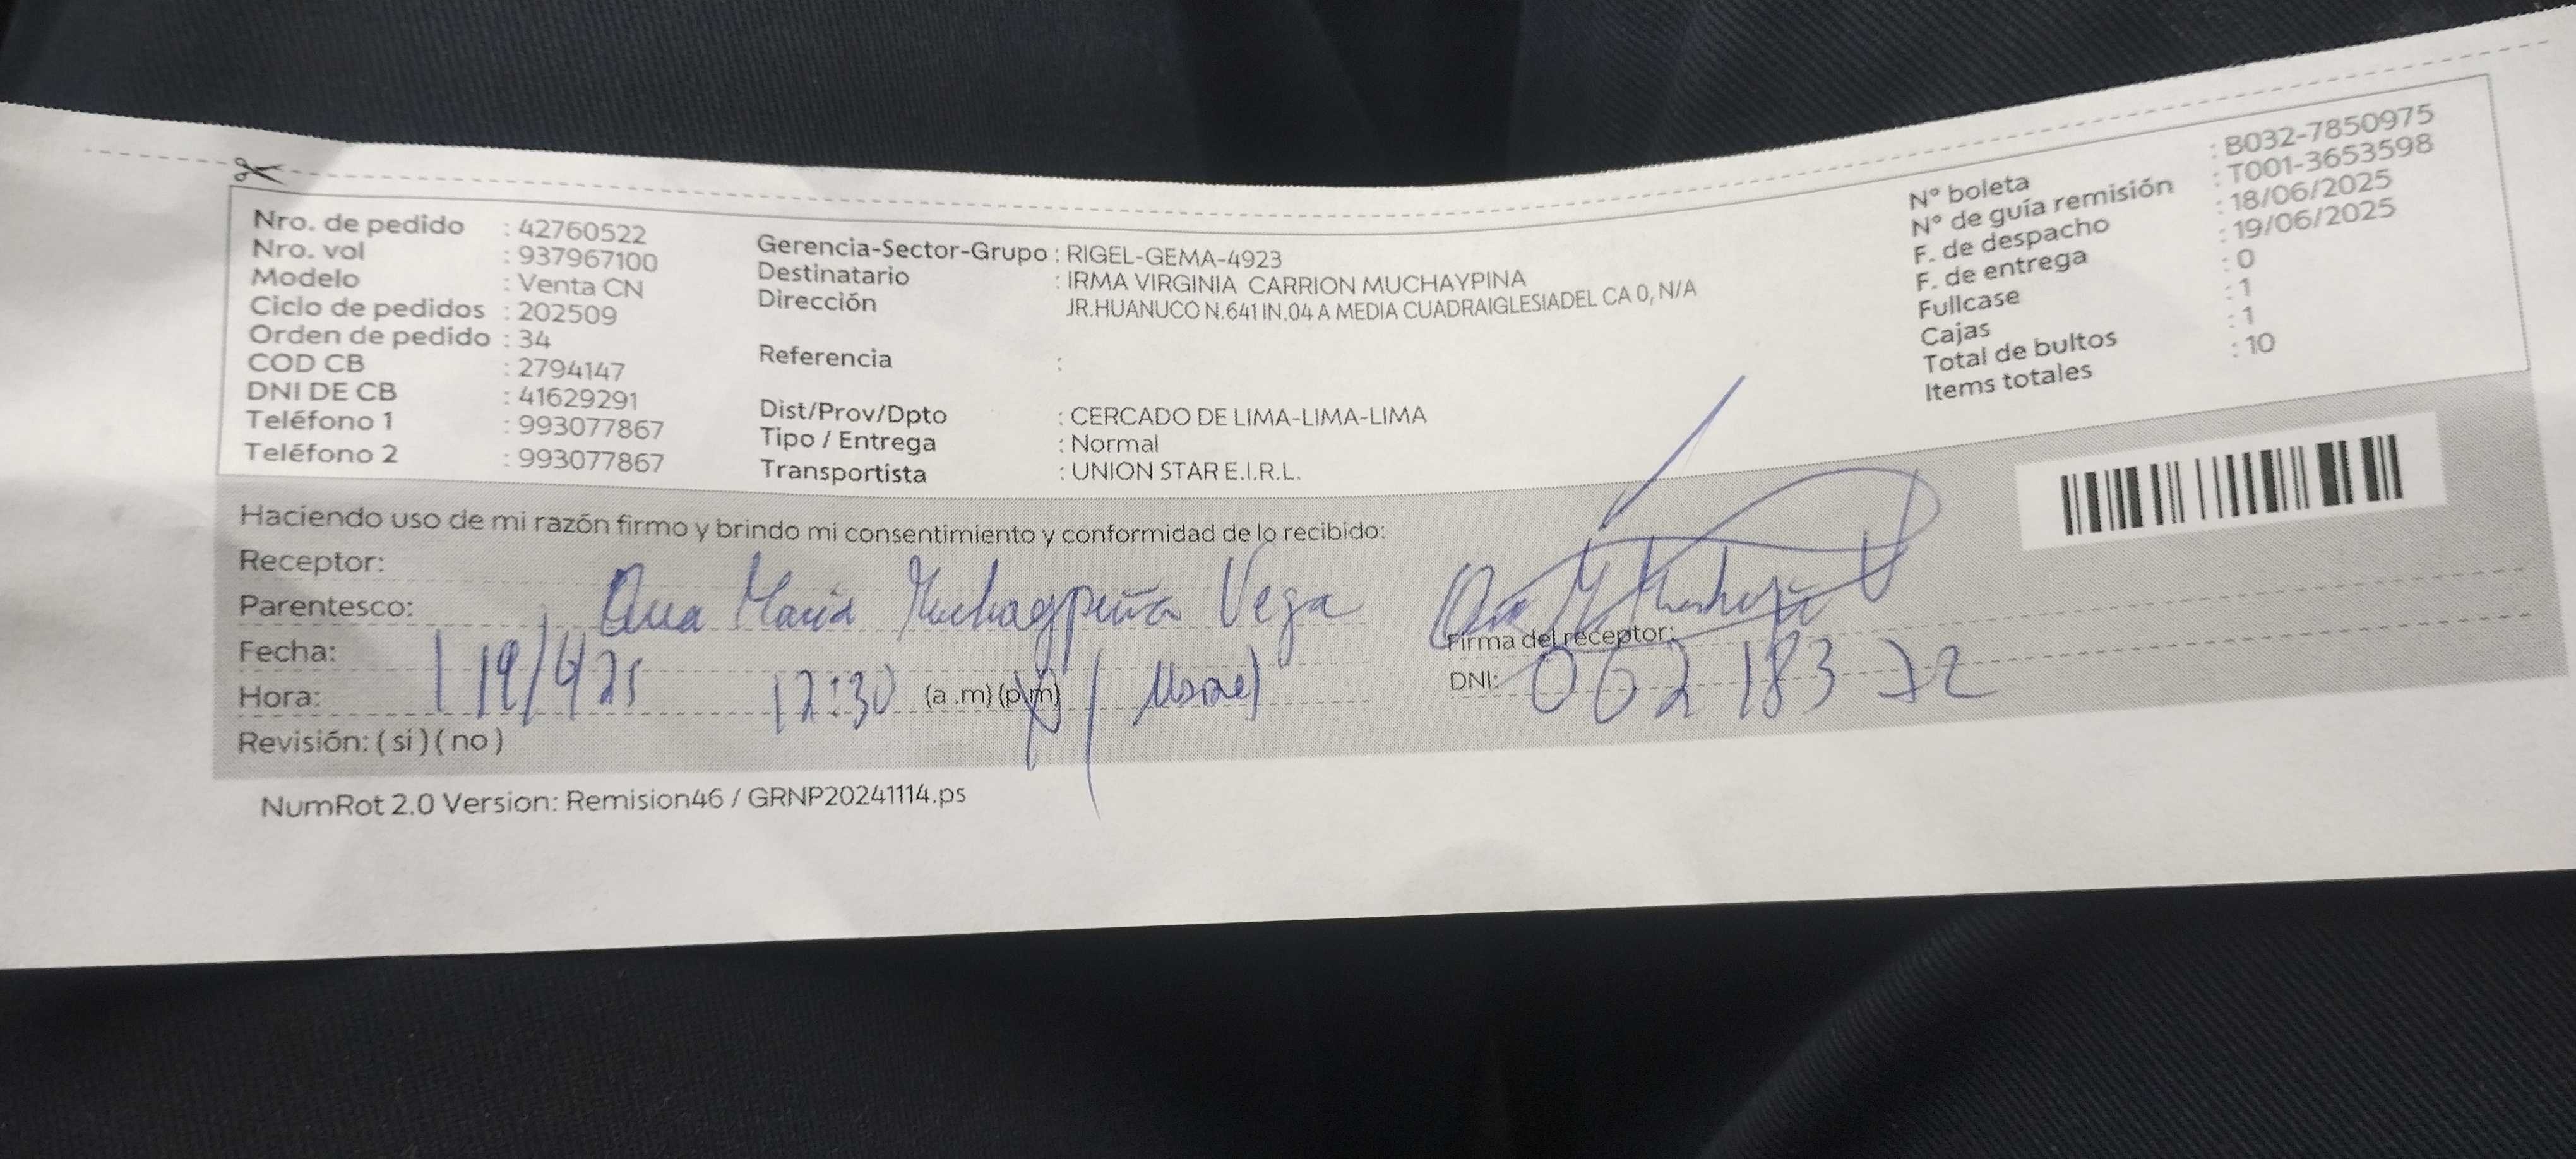 Nro. de pedido : 42760522
Nro. vol : 937967100
Modelo : Venta CN
Ciclo de pedidos : 202509
Orden de pedido : 34
COD CB : 2794147
DNI DE CB : 41629291
Teléfono 1 : 993077867
Teléfono 2 : 993077867
Gerencia-Sector-Grupo : RIGEL-GEMA-4923
Destinatario : IRMA VIRGINIA CARRION MUCHAYPINA
Dirección JR.HUANUCO N.641 IN.04 A MEDIA CUADRAIGLESIADEL CA 0, N/A
Referencia :
Dist/Prov/Dpto : CERCADO DE LIMA-LIMA-LIMA
Tipo / Entrega : Normal
Transportista : UNION STAR E.I.R.L.
N° boleta : B032-7850975
N° de guía remisión : T001-3653598
F. de despacho : 18/06/2025
F. de entrega : 19/06/2025
Fullcase : 0
Cajas : 1
Total de bultos : 1
Items totales : 10
Haciendo uso de mi razón firmo y brindo mi consentimiento y conformidad de lo recibido:
Receptor:
Parentesco: Ana María Muchaypiña Vega
Fecha:
Hora: 12:30 (a .m) (p.m)
Revisión: ( si ) ( no )
Firma del receptor:
DNI: 06218372
NumRot 2.0 Version: Remision46 / GRNP20241114.ps